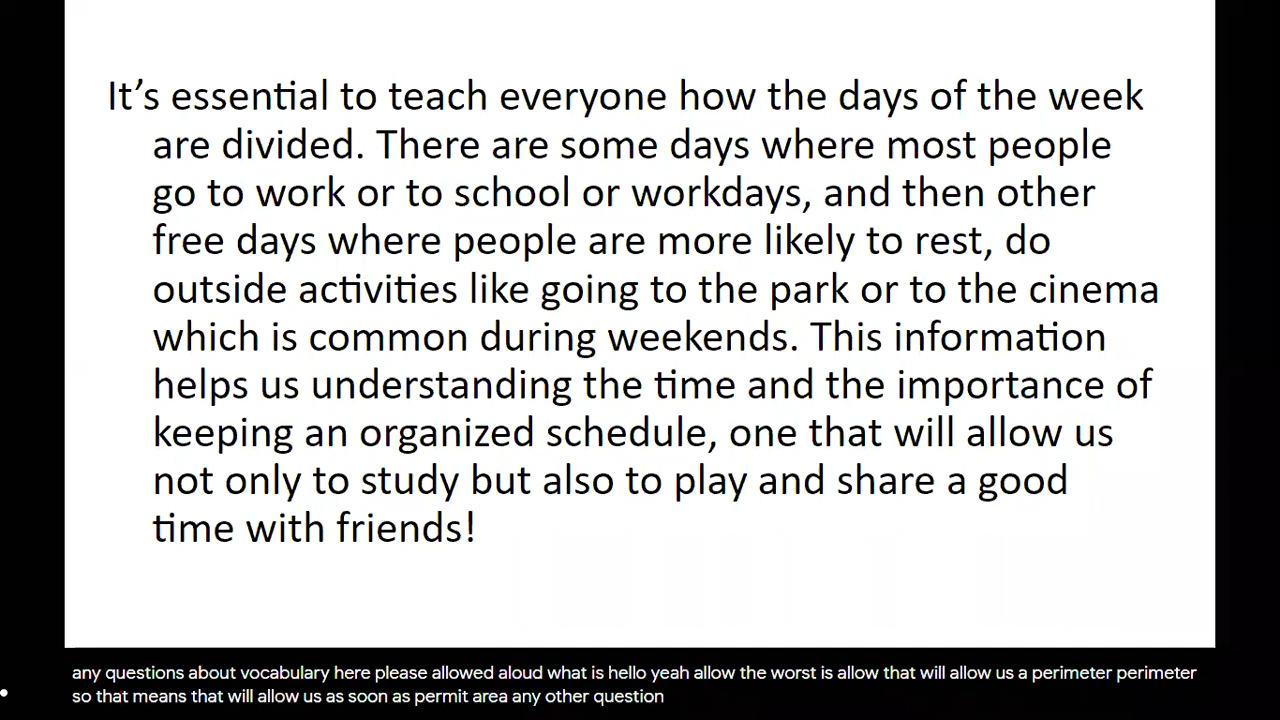 It’s essential to teach everyone how the days of the week
are divided. There are some days where most people
go to work or to school or workdays, and then other
free days where people are more likely to rest, do
outside activities like going to the park or to the cinema
which is common during weekends. This information
helps us understanding the time and the importance of
keeping an organized schedule, one that will allow us
not only to study but also to play and share a good
time with friends!
any questions about vocabulary here please allowed aloud what is hello yeah allow the worst is allow that will allow us a perimeter perimeter
so that means that will allow us as soon as permit area any other question